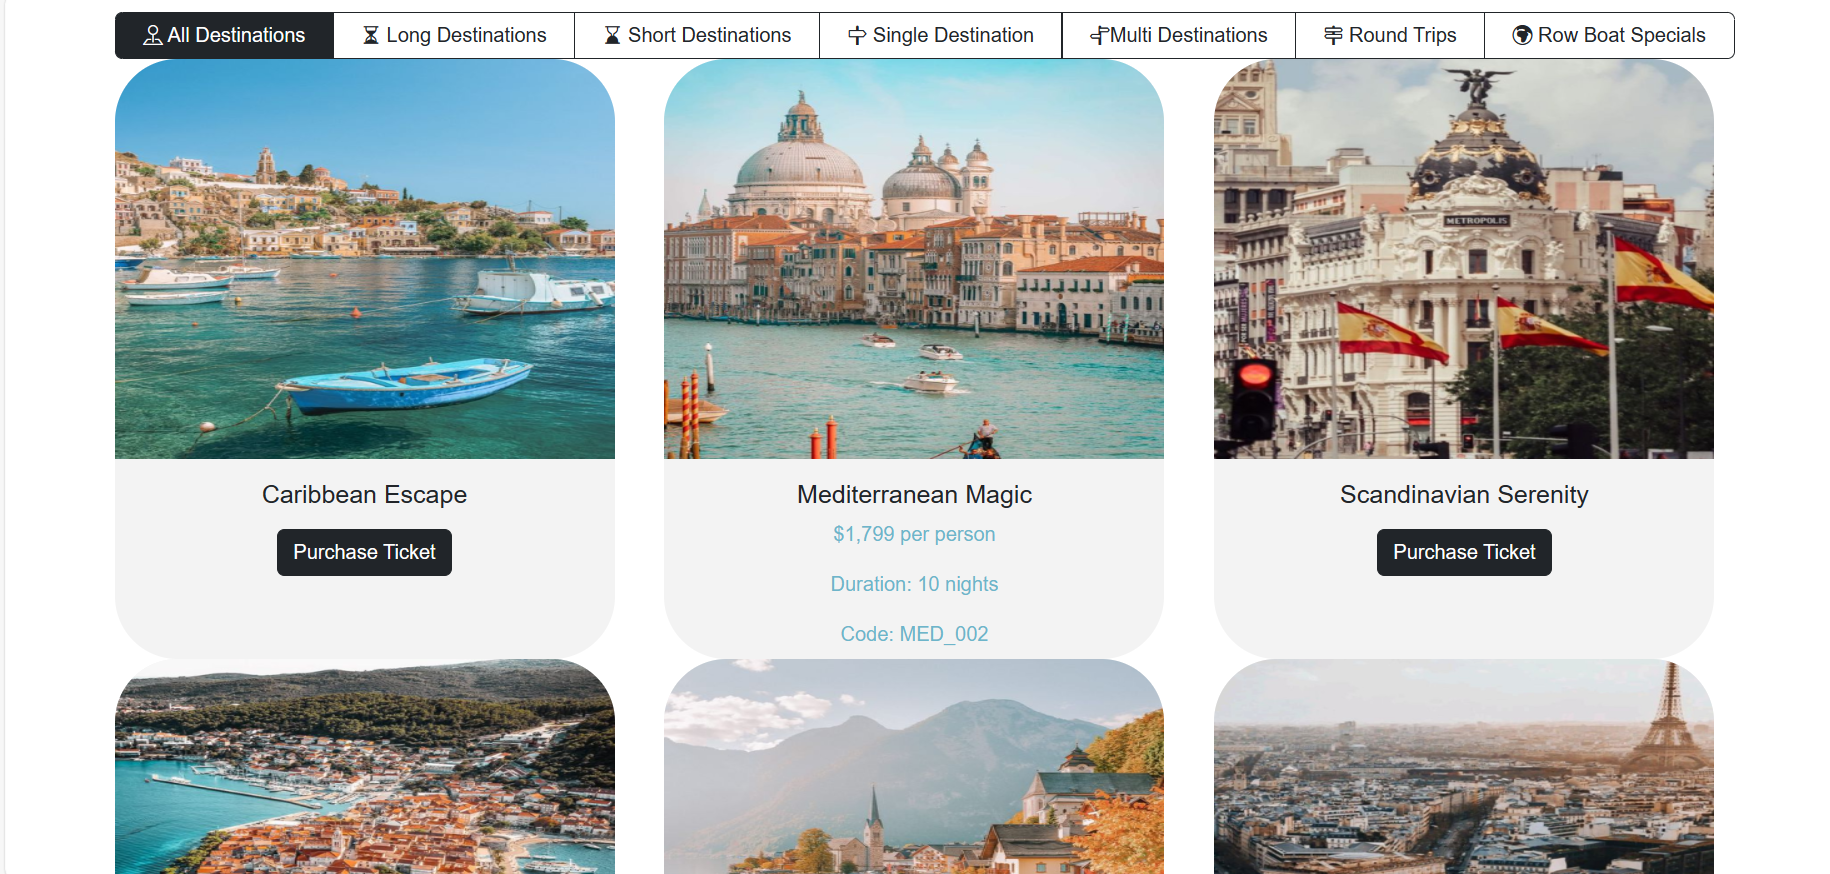 All Destinations
Long Destinations
Short Destinations
Single Destination
Multi Destinations
Round Trips
Row Boat Specials
METROPOLIS
Caribbean Escape
Mediterranean Magic
Scandinavian Serenity
$1,799 per person
Purchase Ticket
Purchase Ticket
Duration: 10 nights
Code: MED_002